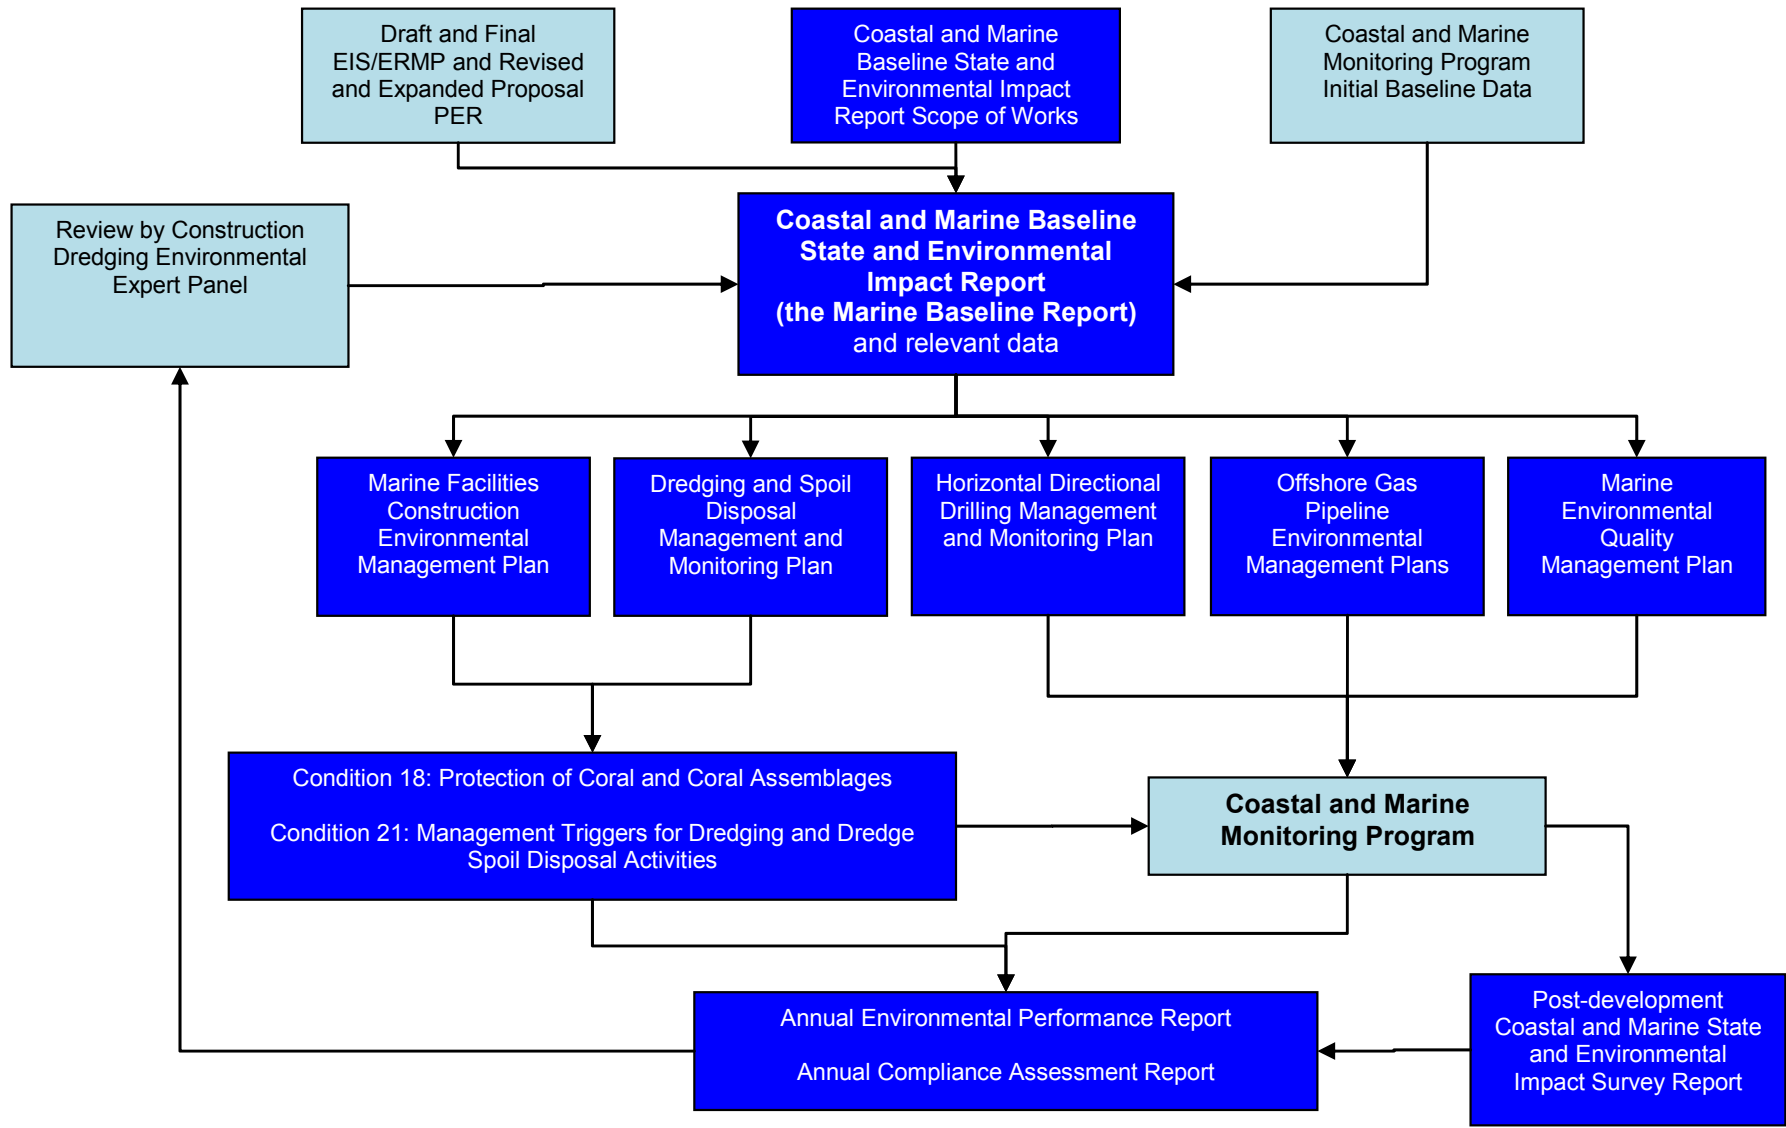 Draft and Final
EIS/ERMP and Revised
and Expanded Proposal
PER
Coastal and Marine
Baseline State and
Environmental Impact
Report Scope of Works
Coastal and Marine
Monitoring Program
Initial Baseline Data
Review by Construction
Dredging Environmental
Expert Panel
Coastal and Marine Baseline
State and Environmental
Impact Report
(the Marine Baseline Report)
and relevant data
Marine Facilities
Construction
Environmental
Management Plan
Dredging and Spoil
Disposal
Management and
Monitoring Plan
Horizontal Directional
Drilling Management
and Monitoring Plan
Offshore Gas
Pipeline
Environmental
Management Plans
Marine
Environmental
Quality
Management Plan
Condition 18: Protection of Coral and Coral Assemblages
Condition 21: Management Triggers for Dredging and Dredge
Spoil Disposal Activities
Coastal and Marine
Monitoring Program
Annual Environmental Performance Report
Annual Compliance Assessment Report
Post-development
Coastal and Marine State
and Environmental
Impact Survey Report